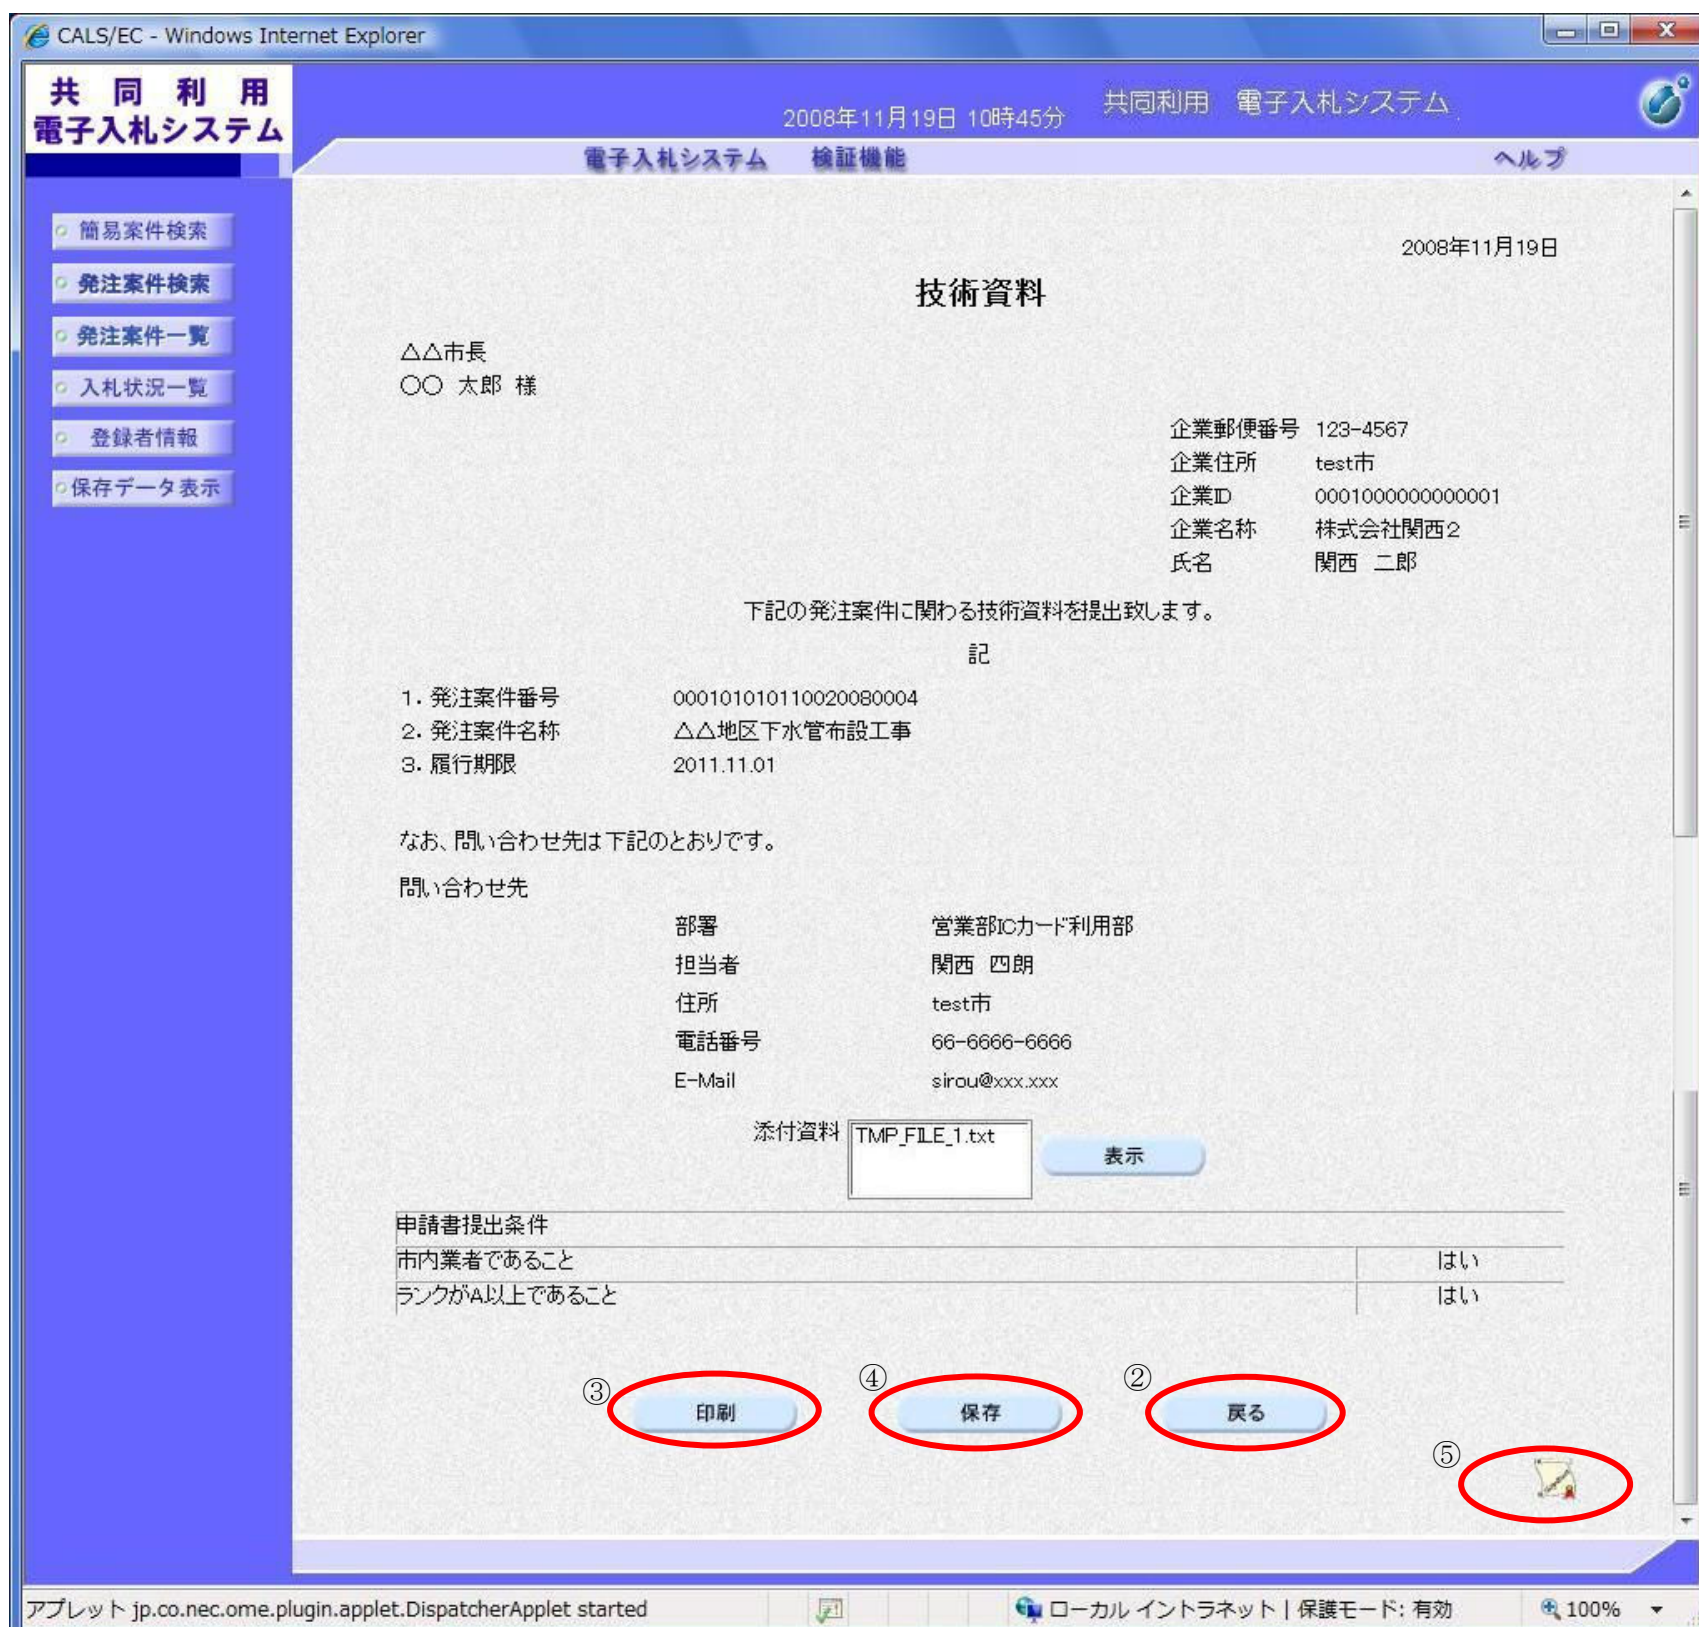 CALS/EC - Windows Internet Explorer
共同利用
電子入札システム
2008年11月19日 10時45分
共同利用 電子入札システム
電子入札システム 検証機能 ヘルプ
簡易案件検索
発注案件検索
発注案件一覧
入札状況一覧
登録者情報
保存データ表示
2008年11月19日
技術資料
△△市長
○○ 太郎 様
企業郵便番号 123-4567
企業住所 test市
企業ID 0001000000000001
企業名称 株式会社関西2
氏名 関西 二郎
下記の発注案件に関わる技術資料を提出致します。
記
1. 発注案件番号 000101010110020080004
2. 発注案件名称 △△地区下水管布設工事
3. 履行期限 2011.11.01
なお、問い合わせ先は下記のとおりです。
問い合わせ先
部署 営業部ICカード利用部
担当者 関西 四朗
住所 test市
電話番号 66-6666-6666
E-Mail sirou@xxx.xxx
添付資料 TMP_FILE_1.txt 表示
申請書提出条件
市内業者であること はい
ランクがA以上であること はい
③ 印刷 ④ 保存 ② 戻る
⑤
アプレット jp.co.nec.ome.plugin.applet.DispatcherApplet started ローカル イントラネット | 保護モード: 有効 100%